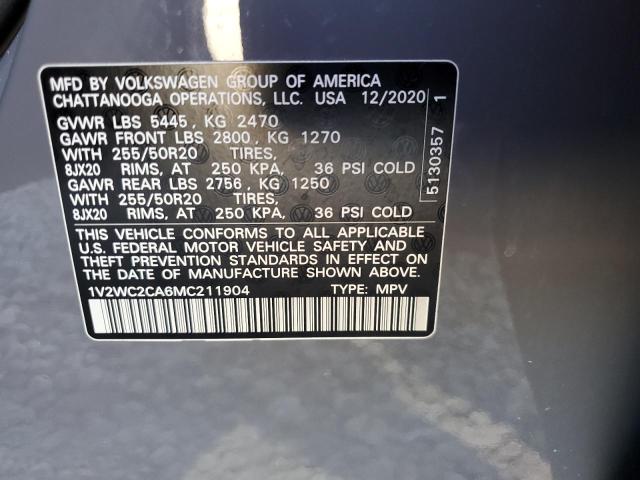 MFD BY VOLKSWAGEN GROUP OF AMERICA
CHATTANOOGA OPERATIONS, LLC. USA 12/2020
GVWR LBS 5445, KG 2470
GAWR FRONT LBS 2800, KG 1270
WITH 255/50R20 TIRES,
8JX20 RIMS, AT 250 KPA, 36 PSI COLD
GAWR REAR LBS 2756, KG 1250
WITH 255/50R20 TIRES,
8JX20 RIMS, AT 250 KPA, 36 PSI COLD
THIS VEHICLE CONFORMS TO ALL APPLICABLE
U.S. FEDERAL MOTOR VEHICLE SAFETY AND
THEFT PREVENTION STANDARDS IN EFFECT ON
THE DATE OF MANUFACTURE SHOWN ABOVE.
1V2WC2CA6MC211904 TYPE: MPV
5130357 1